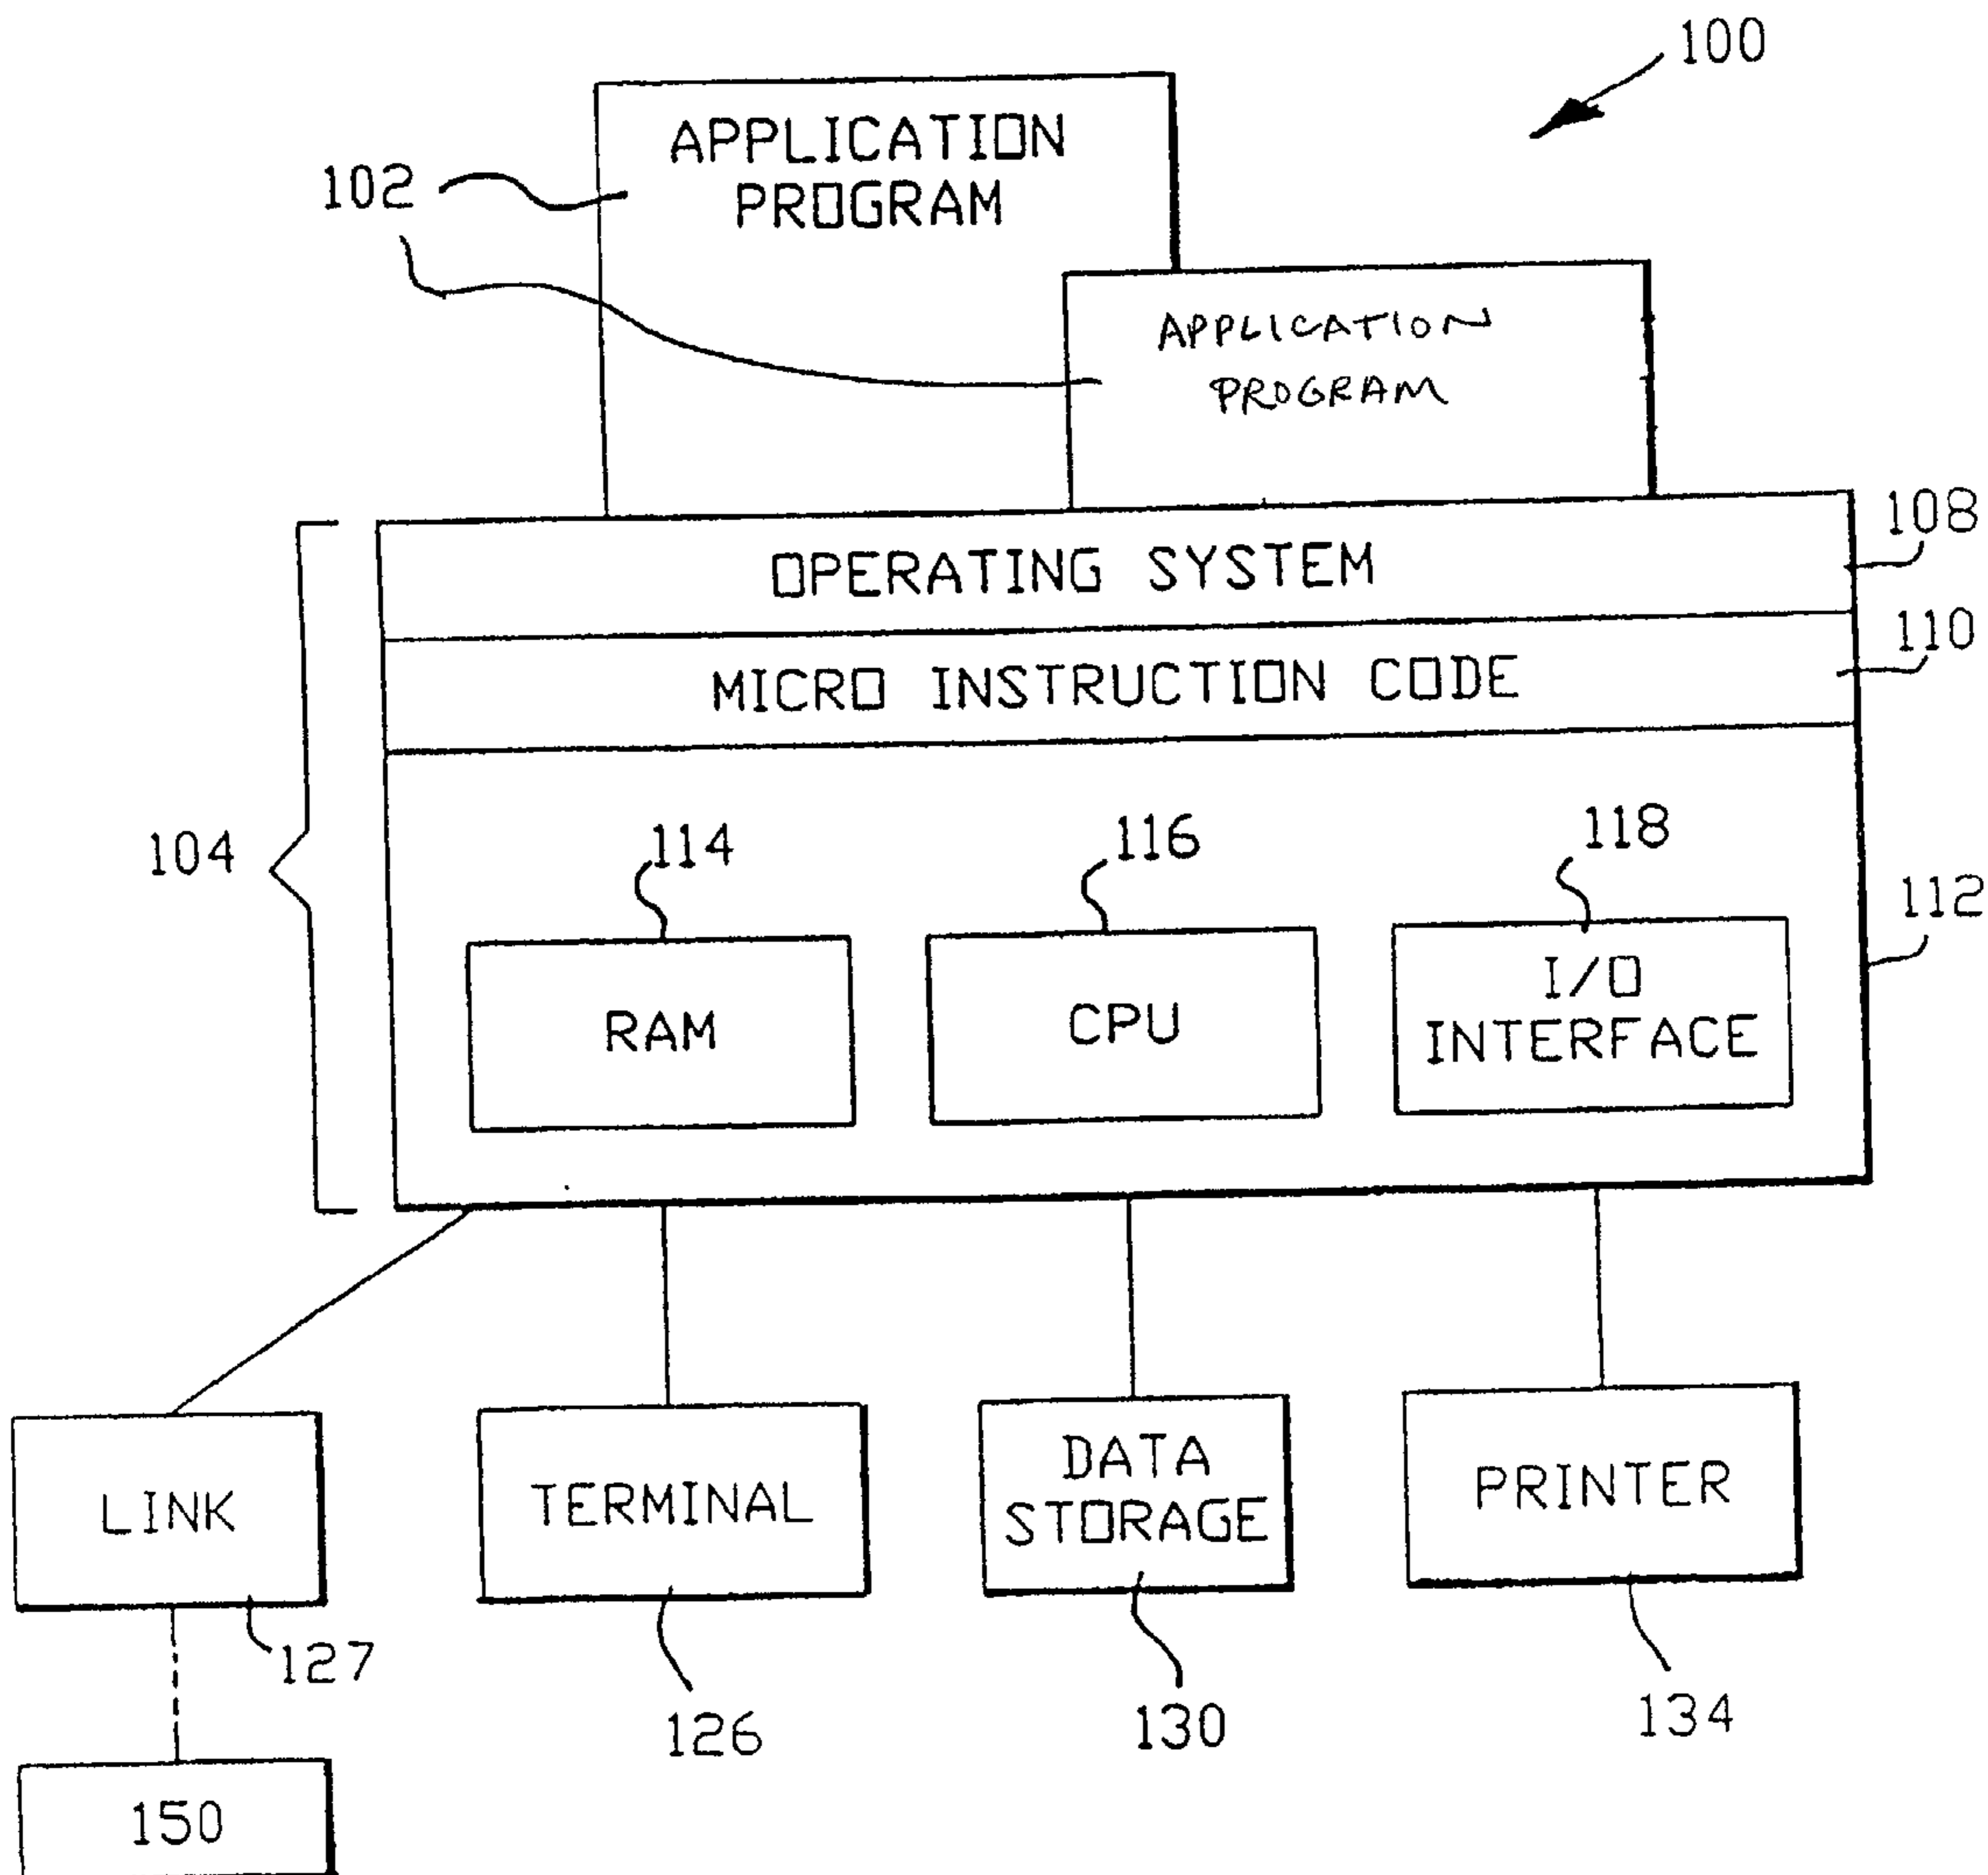 100
APPLICATION
PROGRAM
102
APPLICATION
PROGRAM
108
OPERATING SYSTEM
110
MICRO INSTRUCTION CODE
104
114
116
118
112
RAM
CPU
I/O
INTERFACE
LINK
TERMINAL
DATA
STORAGE
PRINTER
127
126
130
134
150